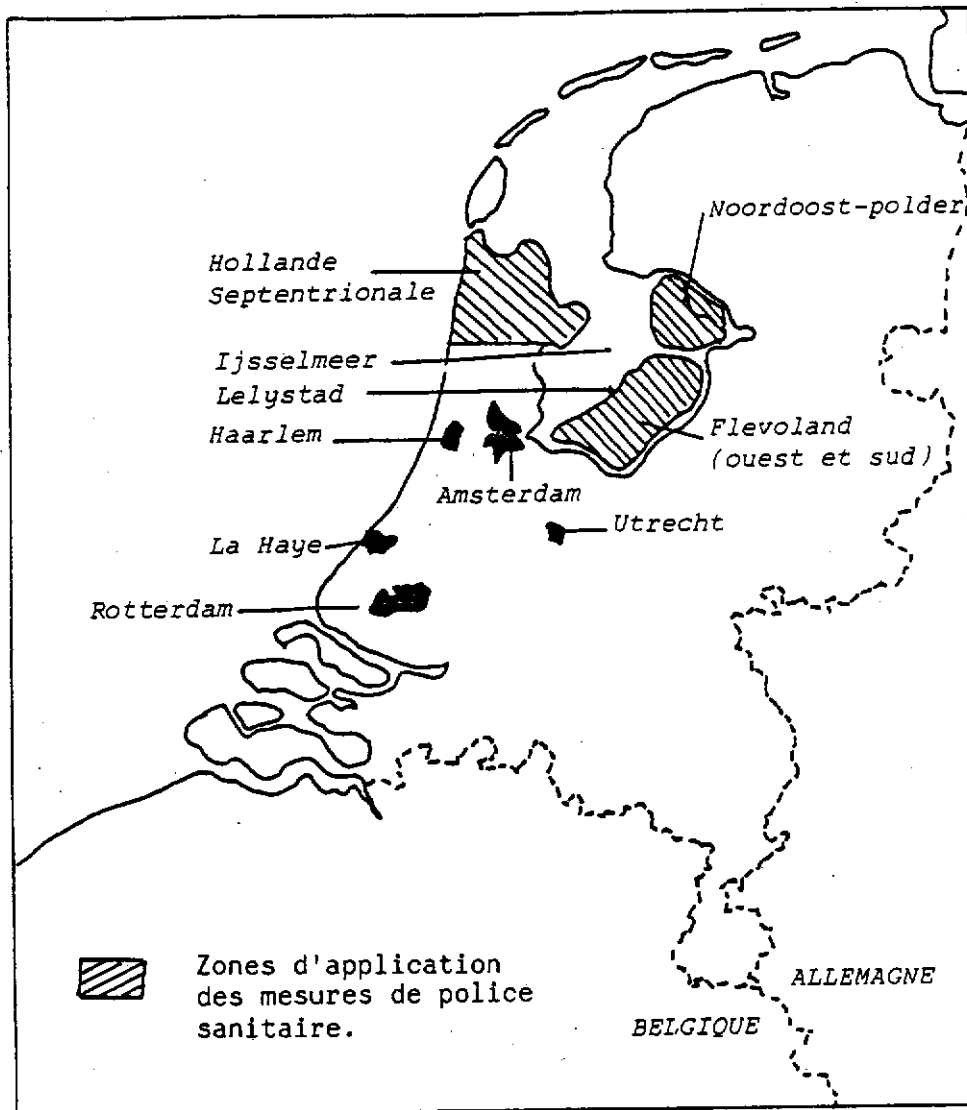 Noordoost-polder
Hollande
Septentrionale
Ijsselmeer
Lelystad
Haarlem
Flevoland
(ouest et sud)
Amsterdam
Utrecht
La Haye
Rotterdam
Zones d'application
des mesures de police
sanitaire.
ALLEMAGNE
BELGIQUE